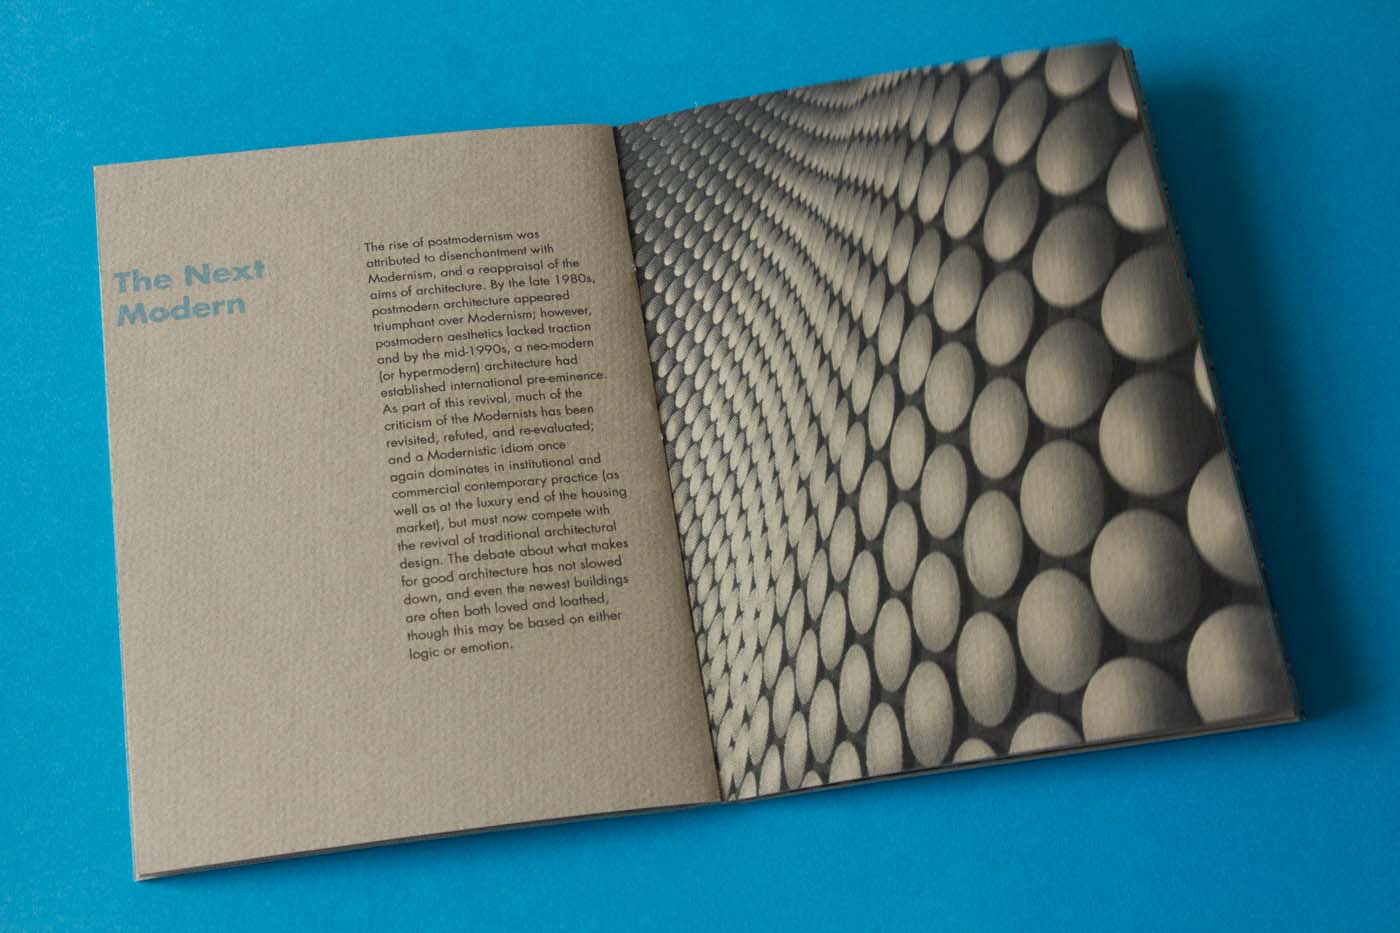 The Next
Modern
The rise of postmodernism was
attributed to disenchantment with
Modernism, and a reappraisal of the
aims of architecture. By the late 1980s,
postmodern architecture appeared
triumphant over Modernism; however,
postmodern aesthetics lacked traction
and by the mid-1990s, a neo-modern
(or hypermodern) architecture had
established international pre-eminence.
As part of this revival, much of the
criticism of the Modernists has been
revisited, refuted, and re-evaluated;
and a Modernistic idiom once
again dominates in institutional and
commercial contemporary practice (as
well as at the luxury end of the housing
market), but must now compete with
the revival of traditional architectural
design. The debate about what makes
for good architecture has not slowed
down, and even the newest buildings
are often both loved and loathed,
though this may be based on either
logic or emotion.